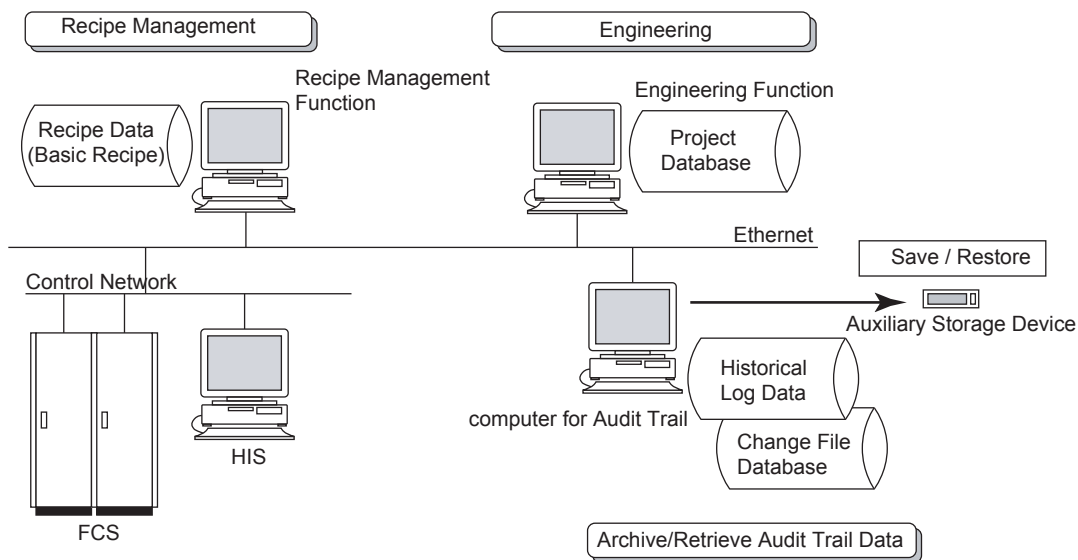 Recipe Management
Engineering
Recipe Management
Function
Recipe Data
(Basic Recipe)
Engineering Function
Project
Database
Ethernet
Save / Restore
Control Network
Auxiliary Storage Device
Historical
Log Data
computer for Audit Trail
Change File
Database
HIS
FCS
Archive/Retrieve Audit Trail Data